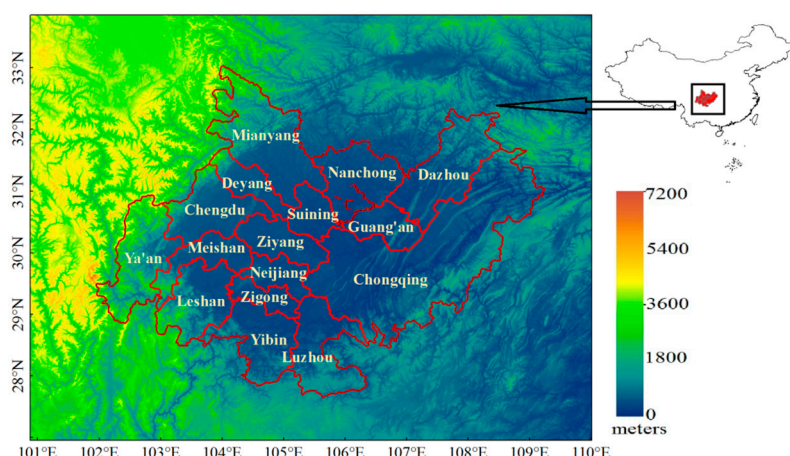 33°N
32°N
31°N
30°N
29°N
28°N
Mianyang
Nanchong
Dazhou
Deyang
Chengdu
Suining
Guang'an
Meishan
Ziyang
Ya'an
Neijiang
Chongqing
Leshan
Zigong
Yibin
Luzhou
101°E
102°E
103°E
104°E
105°E
106°E
107°E
108°E
109°E
110°E
7200
5400
3600
1800
0
meters